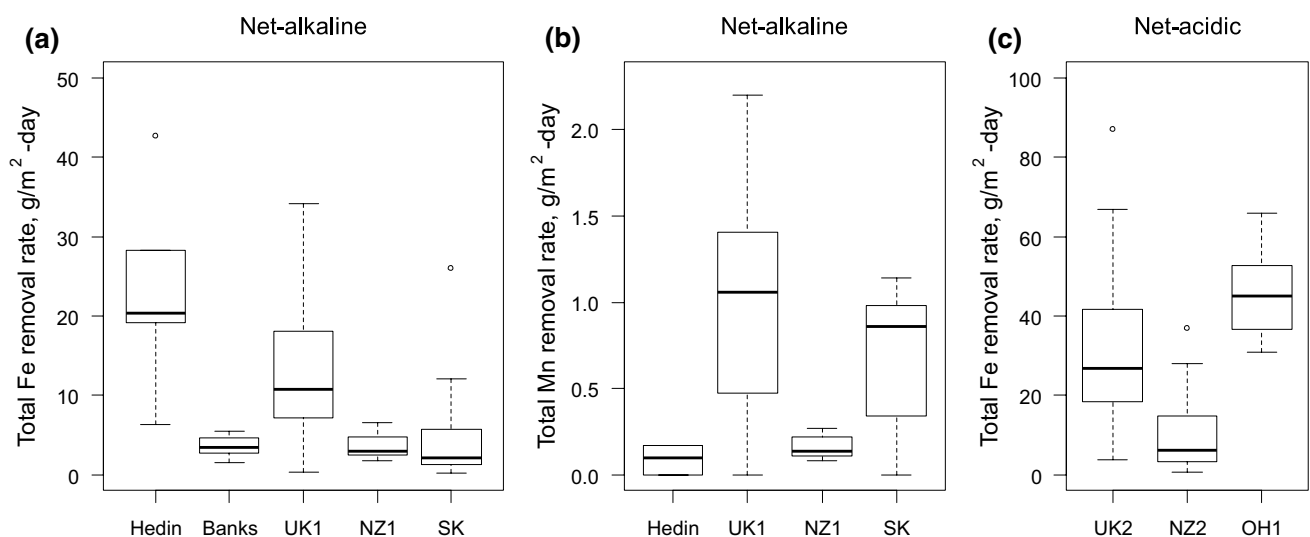 (a)
Net-alkaline
Total Fe removal rate, g/m² -day
50
40
30
20
10
0
Hedin Banks UK1 NZ1 SK
(b)
Net-alkaline
Total Mn removal rate, g/m² -day
2.0
1.5
1.0
0.5
0.0
Hedin UK1 NZ1 SK
(c)
Net-acidic
Total Fe removal rate, g/m² -day
100
80
60
40
20
0
UK2 NZ2 OH1